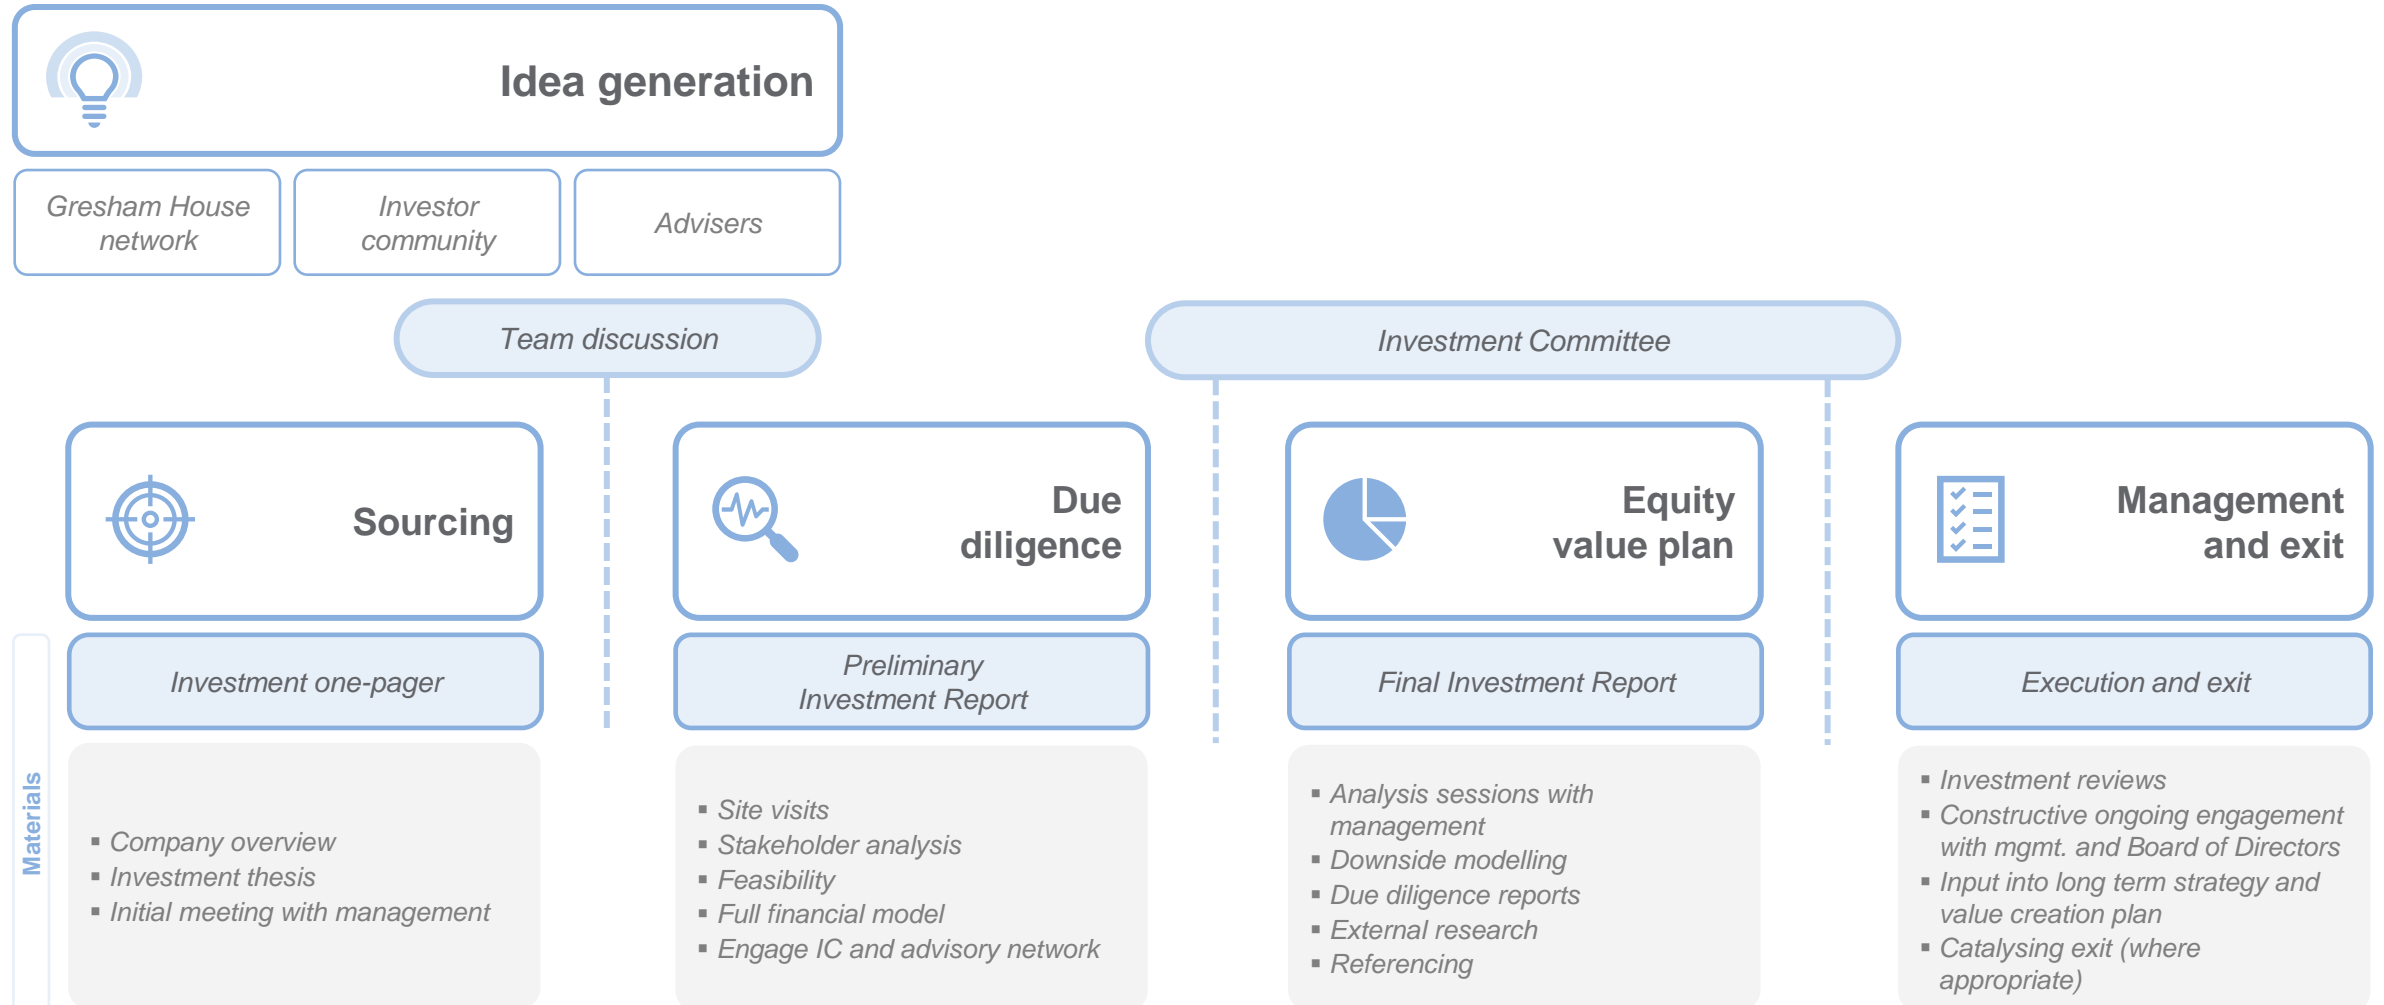 Idea generation
Gresham House
network
Investor
community
Advisers
Team discussion
Investment Committee
Sourcing
Due
diligence
Equity
value plan
Management
and exit
Materials
Investment one-pager
Preliminary
Investment Report
Final Investment Report
Execution and exit
▪ Company overview
▪ Investment thesis
▪ Initial meeting with management
▪ Site visits
▪ Stakeholder analysis
▪ Feasibility
▪ Full financial model
▪ Engage IC and advisory network
▪ Analysis sessions with
management
▪ Downside modelling
▪ Due diligence reports
▪ External research
▪ Referencing
▪ Investment reviews
▪ Constructive ongoing engagement
with mgmt. and Board of Directors
▪ Input into long term strategy and
value creation plan
▪ Catalysing exit (where
appropriate)